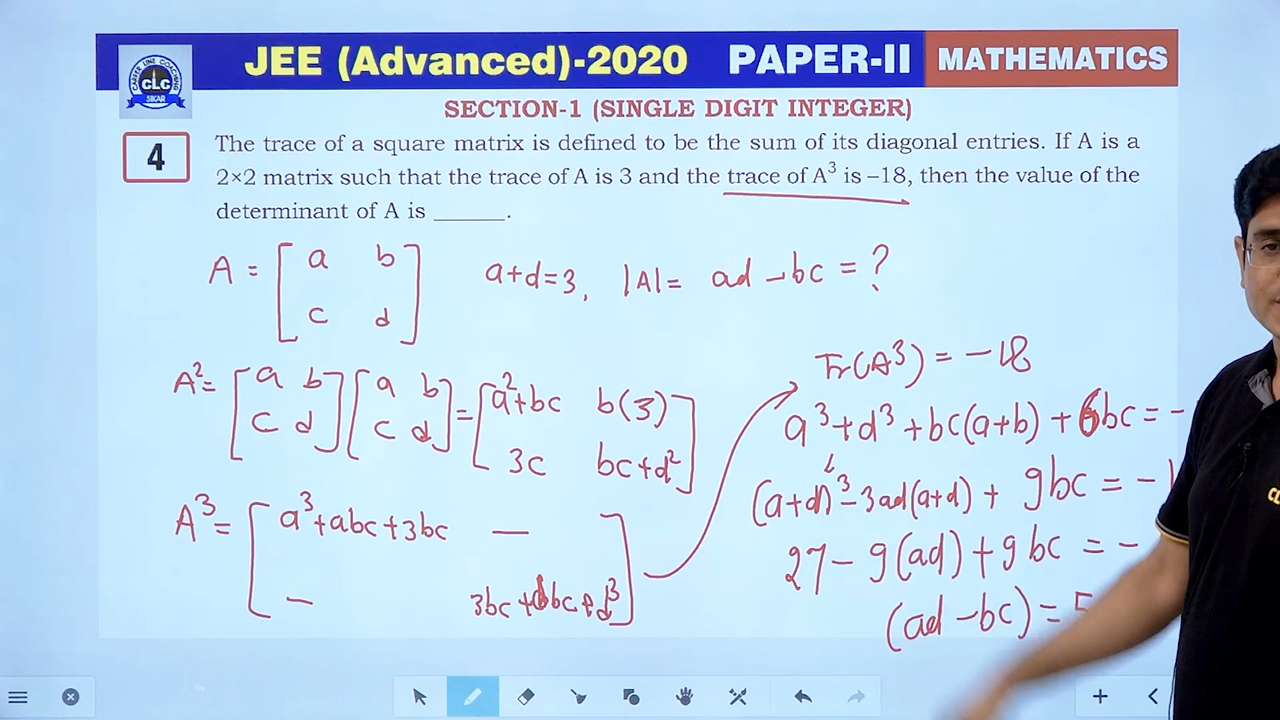 JEE (Advanced)-2020 PAPER-II MATHEMATICS
CLC
SIKAR
SECTION-1 (SINGLE DIGIT INTEGER)
4
The trace of a square matrix is defined to be the sum of its diagonal entries. If A is a
2×2 matrix such that the trace of A is 3 and the trace of A³ is –18, then the value of the
determinant of A is ______.
A = [a b
c d]
a+d=3, |A|= ad -bc = ?
A²= [a b
c d] [a b
c d] = [a²+bc b(3)
3c bc+d²]
A³= [a³+abc+3bc —
— 3bc+dbc+d³]
Tr(A³) = -18
a³+d³+bc(a+b)+6bc = -
(a+d)³-3ad(a+d)+ 9bc = -1
27- 9(ad)+9bc = -
(ad -bc) = 5